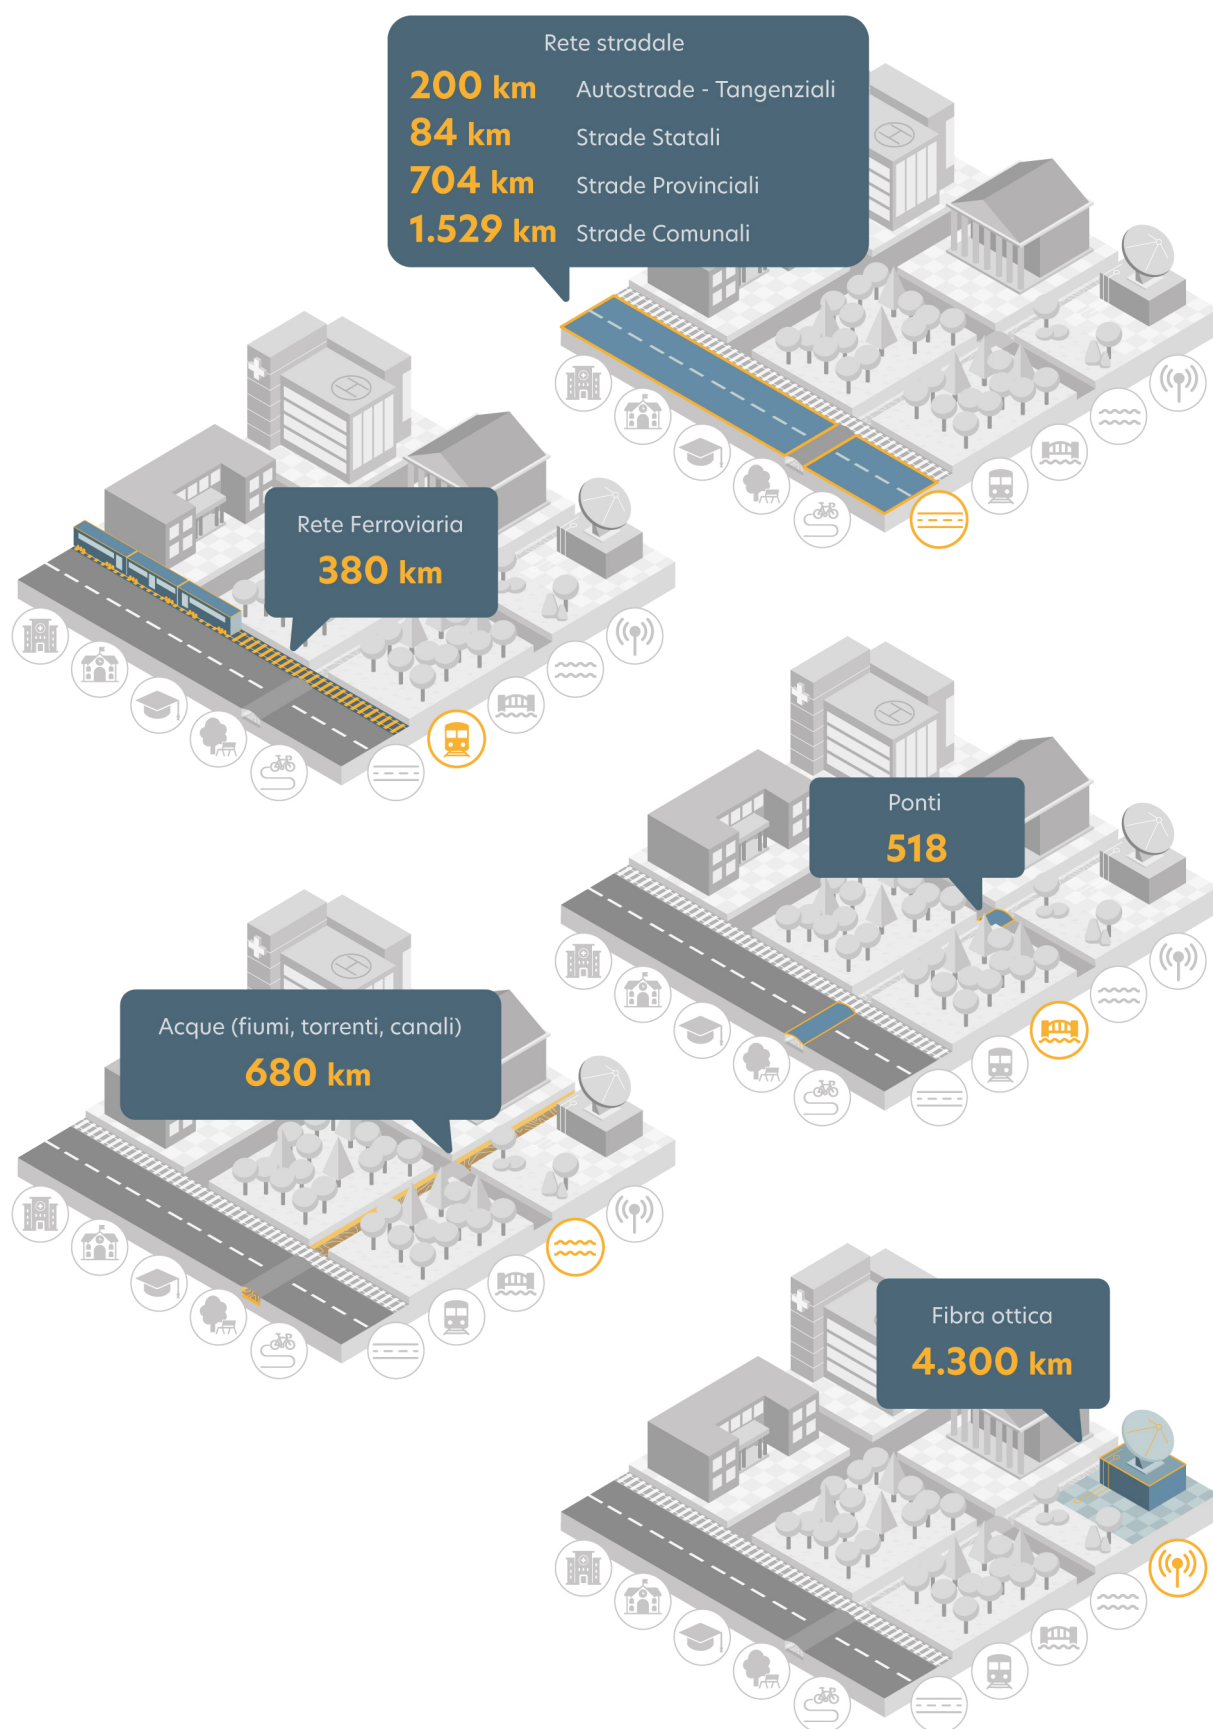 Rete stradale
200 km Autostrade - Tangenziali
84 km Strade Statali
704 km Strade Provinciali
1.529 km Strade Comunali
Rete Ferroviaria
380 km
Ponti
518
Acque (fiumi, torrenti, canali)
680 km
Fibra ottica
4.300 km